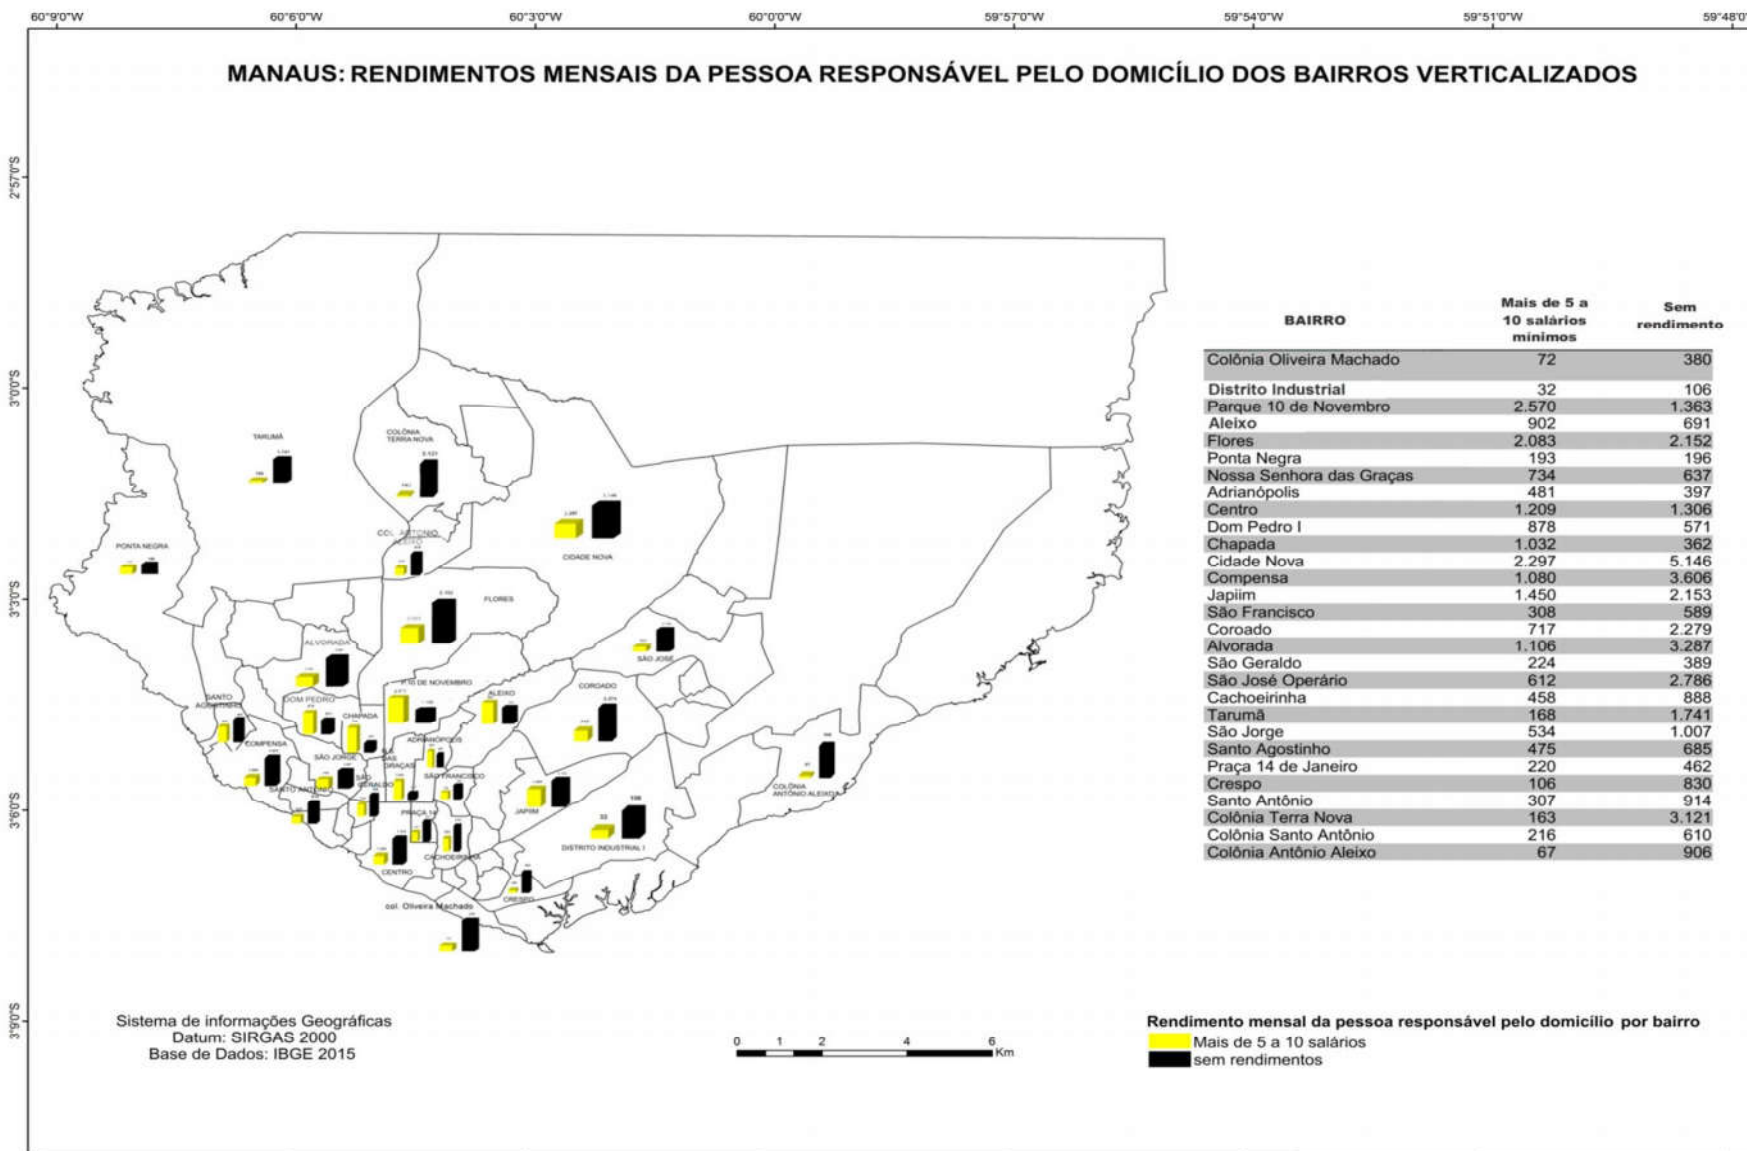 60°9'0"W 60°6'0"W 60°3'0"W 60°0'0"W 59°57'0"W 59°54'0"W 59°51'0"W
MANAUS: RENDIMENTOS MENSAIS DA PESSOA RESPONSÁVEL PELO DOMICÍLIO DOS BAIRROS VERTICALIZADOS
2°57'0"S
3°0'0"S
3°3'0"S
3°6'0"S
3°9'0"S
TARUMÃ
COLÔNIA
TERRA NOVA
PONTA NEGRA
COL. ANTONIO
ALEIXO
CIDADE NOVA
FLORES
ALVORADA
SÃO JOSÉ
P.10 DE NOVEMBRO
SANTO
AGOSTINHO
DOM PEDRO
CHAPADA
ALEIXO
COROADO
COMPENSA
ADRIANÓPOLIS
SÃO JORGE
DAS
GRAÇAS
SÃO
GERALDO
SÃO FRANCISCO
SANTO ANTÔNIO
JAPIIM
COLÔNIA
ANTÔNIO ALEIXO
PRAÇA 14
22
106
DISTRITO INDUSTRIAL I
CENTRO
CACHOEIRINHA
CRESPO
col. Oliveira Machado
BAIRRO Mais de 5 a 10 salários mínimos Sem rendimento
Colônia Oliveira Machado 72 380
Distrito Industrial 32 106
Parque 10 de Novembro 2.570 1.363
Aleixo 902 691
Flores 2.083 2.152
Ponta Negra 193 196
Nossa Senhora das Graças 734 637
Adrianópolis 481 397
Centro 1.209 1.306
Dom Pedro I 878 571
Chapada 1.032 362
Cidade Nova 2.297 5.146
Compensa 1.080 3.606
Japiim 1.450 2.153
São Francisco 308 589
Coroado 717 2.279
Alvorada 1.106 3.287
São Geraldo 224 389
São José Operário 612 2.786
Cachoeirinha 458 888
Tarumã 168 1.741
São Jorge 534 1.007
Santo Agostinho 475 685
Praça 14 de Janeiro 220 462
Crespo 106 830
Santo Antônio 307 914
Colônia Terra Nova 163 3.121
Colônia Santo Antônio 216 610
Colônia Antônio Aleixo 67 906
Sistema de informações Geográficas
Datum: SIRGAS 2000
Base de Dados: IBGE 2015
0 1 2 4 6
Km
Rendimento mensal da pessoa responsável pelo domicílio por bairro
Mais de 5 a 10 salários
sem rendimentos